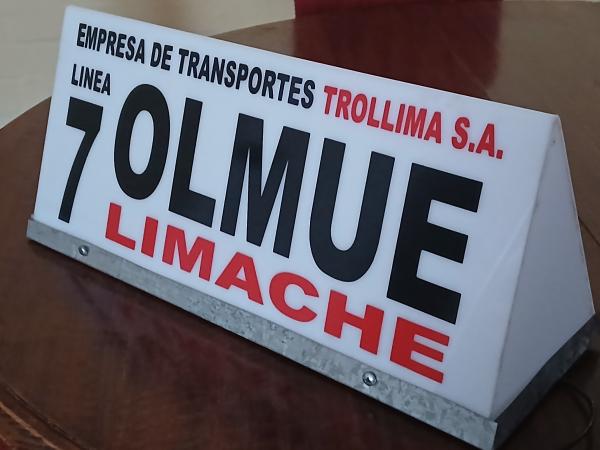 EMPRESA DE TRANSPORTES TROLLIMA S.A.
LINEA
7 OLMUE
LIMACHE